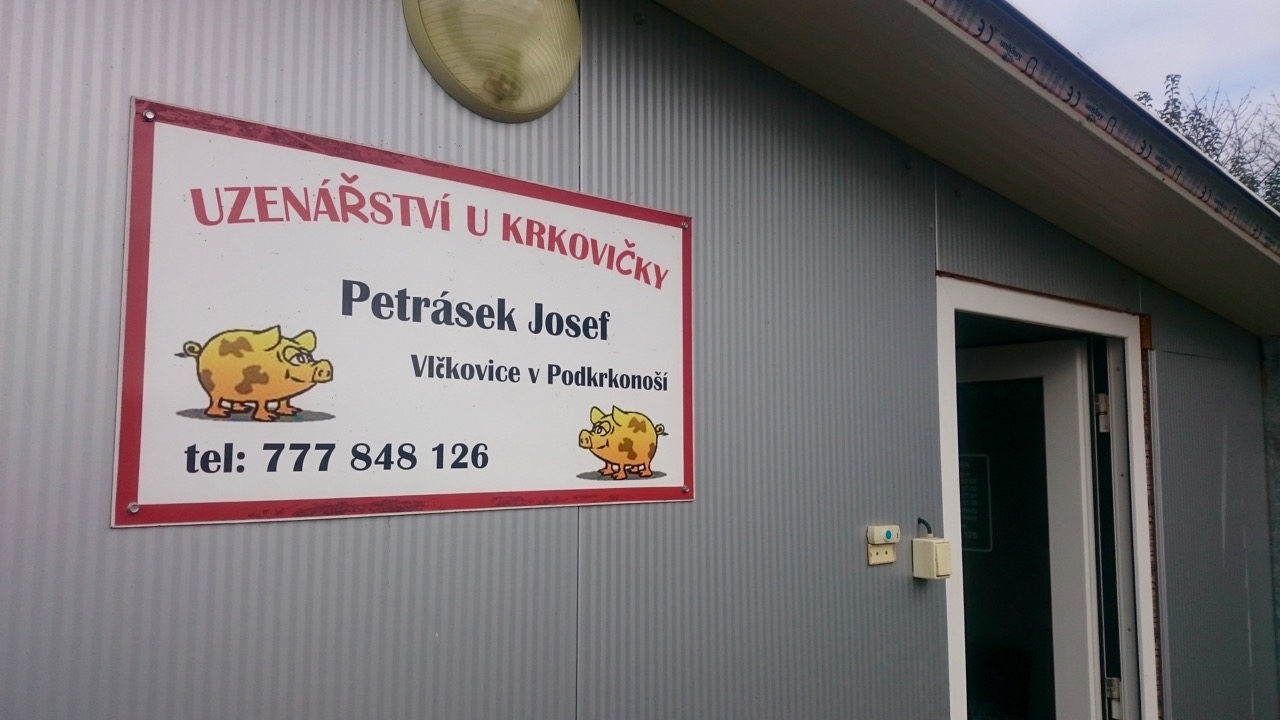 UZENÁŘSTVÍ U KRKOVIČKY
Petrásek Josef
Vlčkovice v Podkrkonoší
tel: 777 848 126